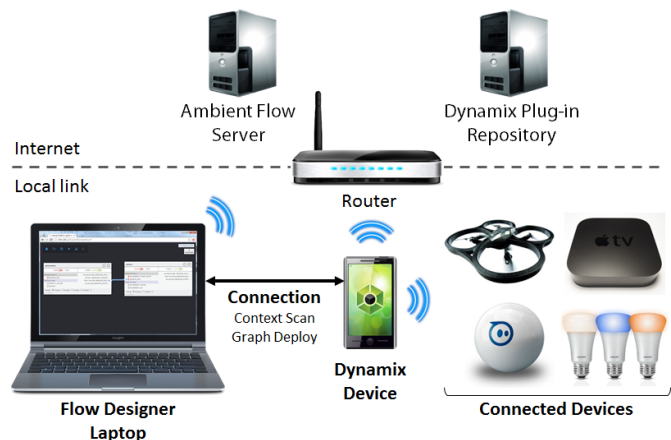 Ambient Flow
Server
Dynamix Plug-in
Repository
Internet
Local link
Router
tv
Connection
Context Scan
Graph Deploy
Dynamix
Device
Flow Designer
Laptop
Connected Devices